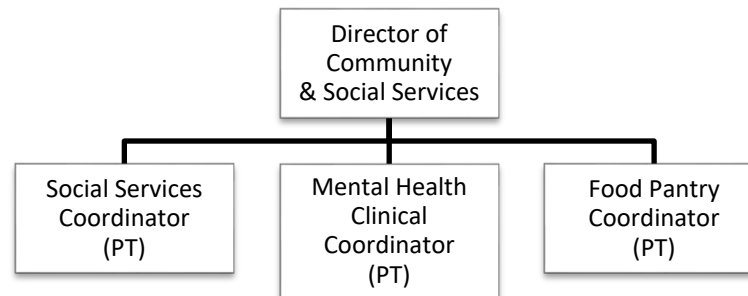 Director of
Community
& Social Services
Social Services
Coordinator
(PT)
Mental Health
Clinical
Coordinator
(PT)
Food Pantry
Coordinator
(PT)